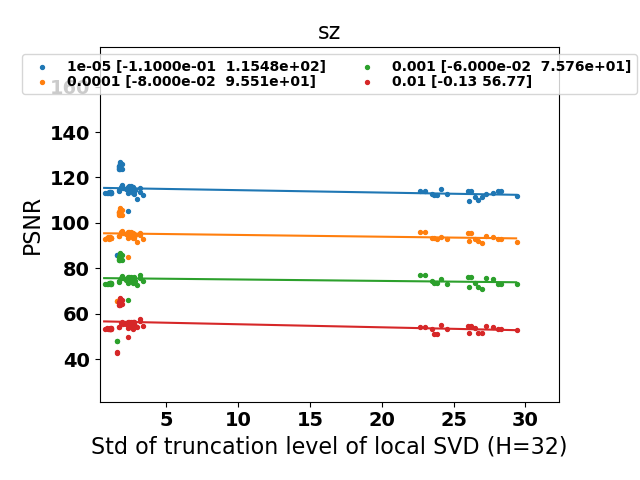 sz
1e-05 [-1.1000e-01  1.1548e+02]
0.0001 [-8.000e-02  9.551e+01]
0.001 [-6.000e-02  7.576e+01]
0.01 [-0.13 56.77]
160
140
120
100
80
60
40
PSNR
5 10 15 20 25 30
Std of truncation level of local SVD (H=32)